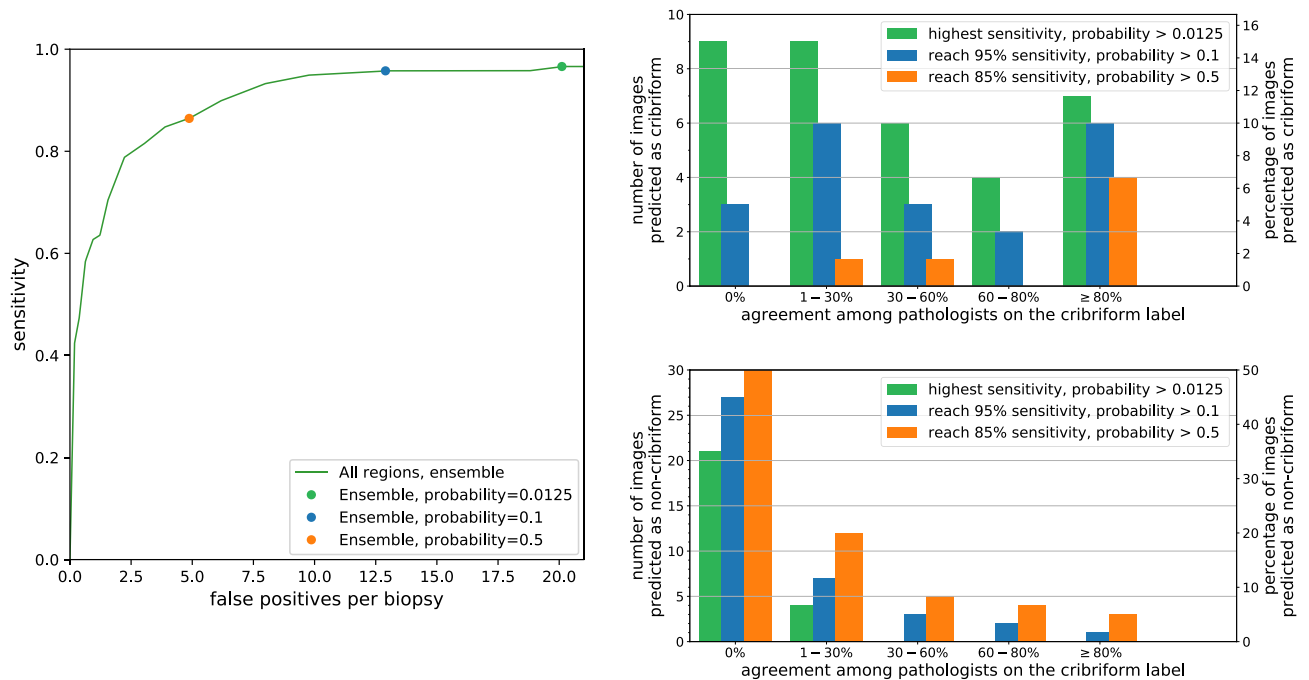 1.0
0.8
0.6
0.4
0.2
0.0
sensitivity
0.0 2.5 5.0 7.5 10.0 12.5 15.0 17.5 20.0
false positives per biopsy
All regions, ensemble
Ensemble, probability=0.0125
Ensemble, probability=0.1
Ensemble, probability=0.5
10
8
6
4
2
0
number of images
predicted as cribriform
highest sensitivity, probability > 0.0125
reach 95% sensitivity, probability > 0.1
reach 85% sensitivity, probability > 0.5
16
14
12
10
8
6
4
2
0
percentage of images
predicted as cribriform
0% 1 − 30% 30 − 60% 60 − 80% ≥ 80%
agreement among pathologists on the cribriform label
30
25
20
15
10
5
0
number of images
predicted as non-cribriform
highest sensitivity, probability > 0.0125
reach 95% sensitivity, probability > 0.1
reach 85% sensitivity, probability > 0.5
50
40
30
20
10
0
percentage of images
predicted as non-cribriform
0% 1 − 30% 30 − 60% 60 − 80% ≥ 80%
agreement among pathologists on the cribriform label